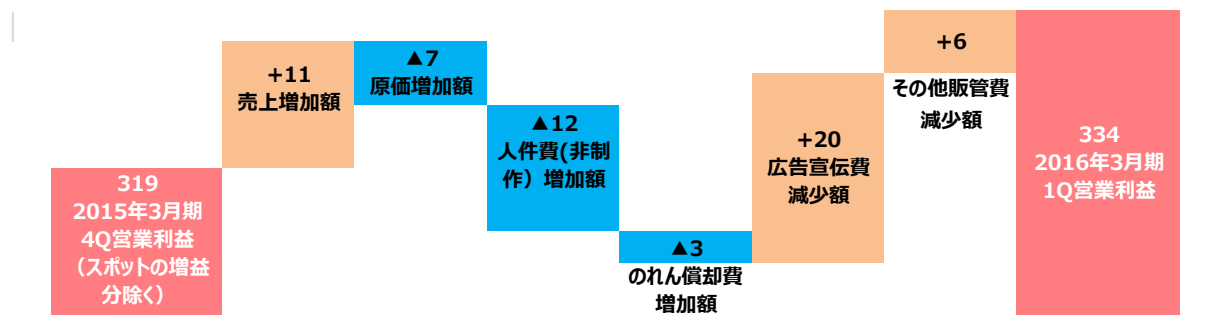 319
2015年3月期
4Q営業利益
（スポットの増益
分除く）
+11
売上増加額
▲7
原価増加額
▲12
人件費(非制
作）増加額
▲3
のれん償却費
増加額
+20
広告宣伝費
減少額
+6
その他販管費
減少額
334
2016年3月期
1Q営業利益